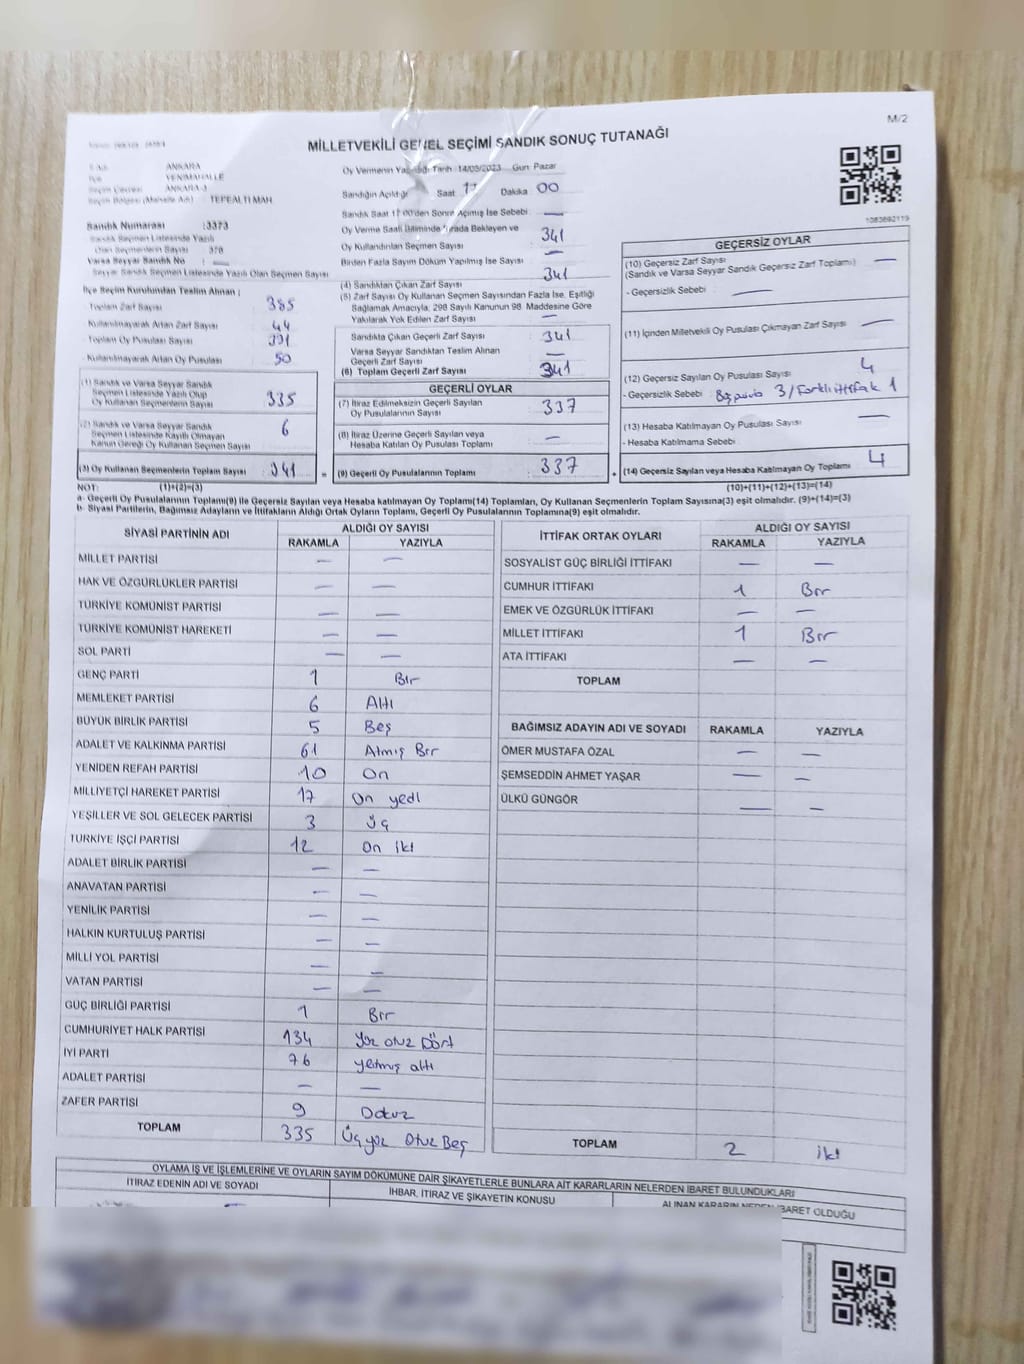 M/2
MİLLETVEKİLİ GENEL SEÇİMİ SANDIK SONUÇ TUTANAĞI
ANKARA
YENİMAHALLE
ANKARA-3
TEPEALTI MAH
Sandık Numarası :3373
Sandık Seçmen Listesinde Yazılı
Olan Seçmenlerin Sayısı 378
Varsa Seyyar Sandık No : —
Seyyar Sandık Seçmen Listesinde Yazılı Olan Seçmen Sayısı
Oy Vermenin Yapıldığı Tarih 14/05/2023 Gün Pazar
Sandığın Açıldığı Saat 17 Dakika 00
Sandık Saat 17:00'den Sonra Açılmış İse Sebebi —
Oy Verme Saati Bitiminde Sırada Bekleyen ve
Oy Kullandırılan Seçmen Sayısı 341
Birden Fazla Sayım Döküm Yapılmış İse Sayısı —
1083692119
İlçe Seçim Kurulundan Teslim Alınan ;
Toplam Zarf Sayısı 385
Kullanılmayarak Artan Zarf Sayısı 44
Toplam Oy Pusulası Sayısı 391
Kullanılmayarak Artan Oy Pusulası 50
(1) Sandık ve Varsa Seyyar Sandık
Seçmen Listesinde Yazılı Olup
Oy Kullanan Seçmenlerin Sayısı 335
(2) Sandık ve Varsa Seyyar Sandık
Seçmen Listesinde Kayıtlı Olmayan
Kanun Gereği Oy Kullanan Seçmen Sayısı 6
(3) Oy Kullanan Seçmenlerin Toplam Sayısı 341
(4) Sandıktan Çıkan Zarf Sayısı 341
(5) Zarf Sayısı Oy Kullanan Seçmen Sayısından Fazla İse, Eşitliği
Sağlamak Amacıyla; 298 Sayılı Kanunun 98. Maddesine Göre
Yakılarak Yok Edilen Zarf Sayısı —
Sandıkta Çıkan Geçerli Zarf Sayısı 341
Varsa Seyyar Sandıktan Teslim Alınan
Geçerli Zarf Sayısı —
(6) Toplam Geçerli Zarf Sayısı 341
GEÇERLİ OYLAR
(7) İtiraz Edilmeksizin Geçerli Sayılan
Oy Pusulalarının Sayısı 337
(8) İtiraz Üzerine Geçerli Sayılan veya
Hesaba Katılan Oy Pusulası Toplamı —
= (9) Geçerli Oy Pusulalarının Toplamı 337
GEÇERSİZ OYLAR
(10) Geçersiz Zarf Sayısı
(Sandık ve Varsa Seyyar Sandık Geçersiz Zarf Toplamı) —
- Geçersizlik Sebebi : —
(11) İçinden Milletvekili Oy Pusulası Çıkmayan Zarf Sayısı —
(12) Geçersiz Sayılan Oy Pusulası Sayısı 4
- Geçersizlik Sebebi : 3/Farklı ittifak 1
(13) Hesaba Katılmayan Oy Pusulası Sayısı —
- Hesaba Katılmama Sebebi :
+ (14) Geçersiz Sayılan veya Hesaba Katılmayan Oy Toplamı 4
NOT: (1)+(2)=(3) (10)+(11)+(12)+(13)=(14)
a- Geçerli Oy Pusulalarının Toplamı(9) ile Geçersiz Sayılan veya Hesaba katılmayan Oy Toplamı(14) Toplamları, Oy Kullanan Seçmenlerin Toplam Sayısına(3) eşit olmalıdır. (9)+(14)=(3)
b- Siyasi Partilerin, Bağımsız Adayların ve İttifakların Aldığı Ortak Oyların Toplamı, Geçerli Oy Pusulalarının Toplamına(9) eşit olmalıdır.
SİYASİ PARTİNİN ADI ALDIĞI OY SAYISI
RAKAMLA YAZIYLA
MİLLET PARTİSİ — —
HAK VE ÖZGÜRLÜKLER PARTİSİ — —
TÜRKİYE KOMÜNİST PARTİSİ — —
TÜRKİYE KOMÜNİST HAREKETİ — —
SOL PARTİ — —
GENÇ PARTİ 1 Bir
MEMLEKET PARTİSİ 6 Altı
BÜYÜK BİRLİK PARTİSİ 5 Beş
ADALET VE KALKINMA PARTİSİ 61 Atmış Bir
YENİDEN REFAH PARTİSİ 10 On
MİLLİYETÇİ HAREKET PARTİSİ 17 On yedi
YEŞİLLER VE SOL GELECEK PARTİSİ 3 Üç
TÜRKİYE İŞÇİ PARTİSİ 12 On iki
ADALET BİRLİK PARTİSİ — —
ANAVATAN PARTİSİ — —
YENİLİK PARTİSİ — —
HALKIN KURTULUŞ PARTİSİ — —
MİLLİ YOL PARTİSİ — —
VATAN PARTİSİ — —
GÜÇ BİRLİĞİ PARTİSİ 1 Bir
CUMHURİYET HALK PARTİSİ 134 Yüz otuz Dört
İYİ PARTİ 76 yetmiş altı
ADALET PARTİSİ — —
ZAFER PARTİSİ 9 Dokuz
TOPLAM 335 Üçyüz Otuz Beş
İTTİFAK ORTAK OYLARI ALDIĞI OY SAYISI
RAKAMLA YAZIYLA
SOSYALİST GÜÇ BİRLİĞİ İTTİFAKI — —
CUMHUR İTTİFAKI 1 Bir
EMEK VE ÖZGÜRLÜK İTTİFAKI — —
MİLLET İTTİFAKI 1 Bir
ATA İTTİFAKI — —
TOPLAM
BAĞIMSIZ ADAYIN ADI VE SOYADI RAKAMLA YAZIYLA
ÖMER MUSTAFA ÖZAL — —
ŞEMSEDDİN AHMET YAŞAR — —
ÜLKÜ GÜNGÖR — —
TOPLAM 2 iki
OYLAMA İŞ VE İŞLEMLERİNE VE OYLARIN SAYIM DÖKÜMÜNE DAİR ŞİKAYETLERLE BUNLARA AİT KARARLARIN NELERDEN İBARET BULUNDUKLARI
İTİRAZ EDENİN ADI VE SOYADI İHBAR, İTİRAZ VE ŞİKAYETİN KONUSU ALINAN KARARIN NEDEN İBARET OLDUĞU